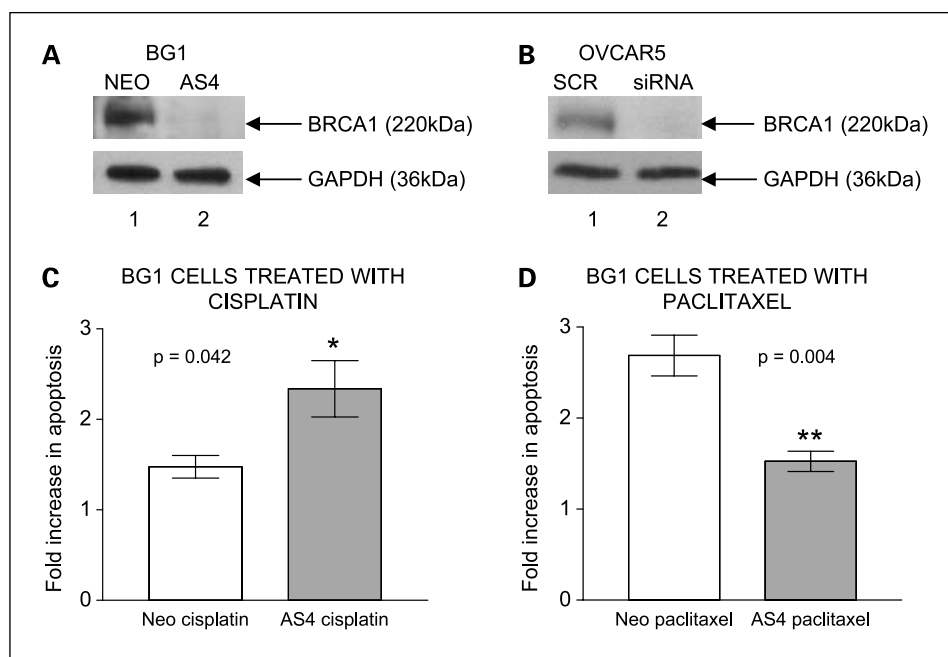 A
BG1
NEO AS4
BRCA1 (220kDa)
GAPDH (36kDa)
1 2
B
OVCAR5
SCR siRNA
BRCA1 (220kDa)
GAPDH (36kDa)
1 2
C
BG1 CELLS TREATED WITH
CISPLATIN
Fold increase in apoptosis
3
2
1
0
p = 0.042
*
Neo cisplatin AS4 cisplatin
D
BG1 CELLS TREATED WITH
PACLITAXEL
Fold increase in apoptosis
3
2
1
0
p = 0.004
**
Neo paclitaxel AS4 paclitaxel